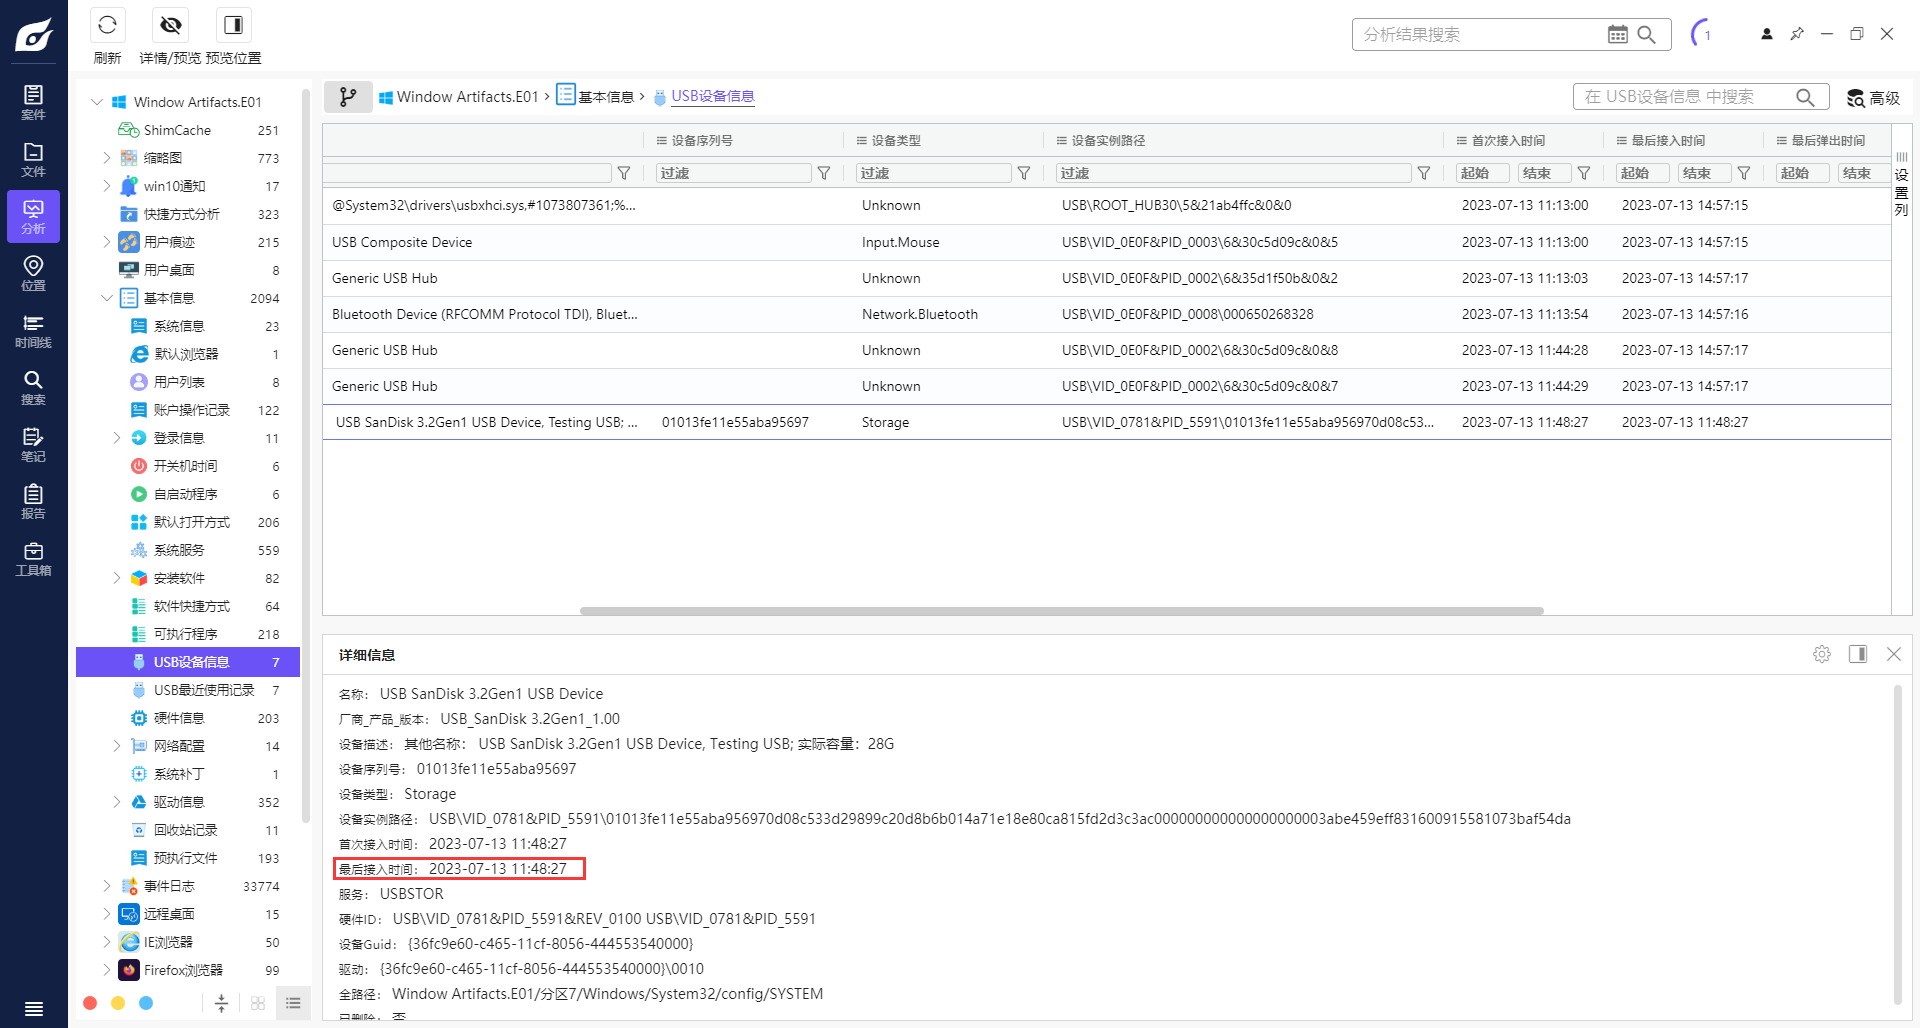 刷新
详情/预览
预览位置
分析结果搜索
1
案件
文件
分析
位置
时间线
搜索
笔记
报告
工具箱
Window Artifacts.E01
ShimCache 251
缩略图 773
win10通知 17
快捷方式分析 323
用户痕迹 215
用户桌面 8
基本信息 2094
系统信息 23
默认浏览器 1
用户列表 8
账户操作记录 122
登录信息 11
开关机时间 6
自启动程序 6
默认打开方式 206
系统服务 559
安装软件 82
软件快捷方式 64
可执行程序 218
USB设备信息 7
USB最近使用记录 7
硬件信息 203
网络配置 14
系统补丁 1
驱动信息 352
回收站记录 11
预执行文件 193
事件日志 33774
远程桌面 15
IE浏览器 50
Firefox浏览器 99
Window Artifacts.E01 › 基本信息 › USB设备信息
在 USB设备信息 中搜索
高级
设备序列号 设备类型 设备实例路径 首次接入时间 最后接入时间 最后弹出时间
过滤 过滤 过滤 起始 结束 起始 结束 起始 结束
设置列
@System32\drivers\usbxhci.sys,#1073807361;%... Unknown USB\ROOT_HUB30\5&21ab4ffc&0&0 2023-07-13 11:13:00 2023-07-13 14:57:15
USB Composite Device Input.Mouse USB\VID_0E0F&PID_0003\6&30c5d09c&0&5 2023-07-13 11:13:00 2023-07-13 14:57:15
Generic USB Hub Unknown USB\VID_0E0F&PID_0002\6&35d1f50b&0&2 2023-07-13 11:13:03 2023-07-13 14:57:17
Bluetooth Device (RFCOMM Protocol TDI), Bluet... Network.Bluetooth USB\VID_0E0F&PID_0008\000650268328 2023-07-13 11:13:54 2023-07-13 14:57:16
Generic USB Hub Unknown USB\VID_0E0F&PID_0002\6&30c5d09c&0&8 2023-07-13 11:44:28 2023-07-13 14:57:17
Generic USB Hub Unknown USB\VID_0E0F&PID_0002\6&30c5d09c&0&7 2023-07-13 11:44:29 2023-07-13 14:57:17
USB SanDisk 3.2Gen1 USB Device, Testing USB; ... 01013fe11e55aba95697 Storage USB\VID_0781&PID_5591\01013fe11e55aba956970d08c53... 2023-07-13 11:48:27 2023-07-13 11:48:27
详细信息
名称： USB SanDisk 3.2Gen1 USB Device
厂商_产品_版本： USB_SanDisk 3.2Gen1_1.00
设备描述： 其他名称： USB SanDisk 3.2Gen1 USB Device, Testing USB; 实际容量：28G
设备序列号： 01013fe11e55aba95697
设备类型： Storage
设备实例路径： USB\VID_0781&PID_5591\01013fe11e55aba956970d08c533d29899c20d8b6b014a71e18e80ca815fd2d3c3ac000000000000000000003abe459eff831600915581073baf54da
首次接入时间： 2023-07-13 11:48:27
最后接入时间： 2023-07-13 11:48:27
服务： USBSTOR
硬件ID： USB\VID_0781&PID_5591&REV_0100 USB\VID_0781&PID_5591
设备Guid： {36fc9e60-c465-11cf-8056-444553540000}
驱动： {36fc9e60-c465-11cf-8056-444553540000}\0010
全路径： Window Artifacts.E01/分区7/Windows/System32/config/SYSTEM
已删除： 否